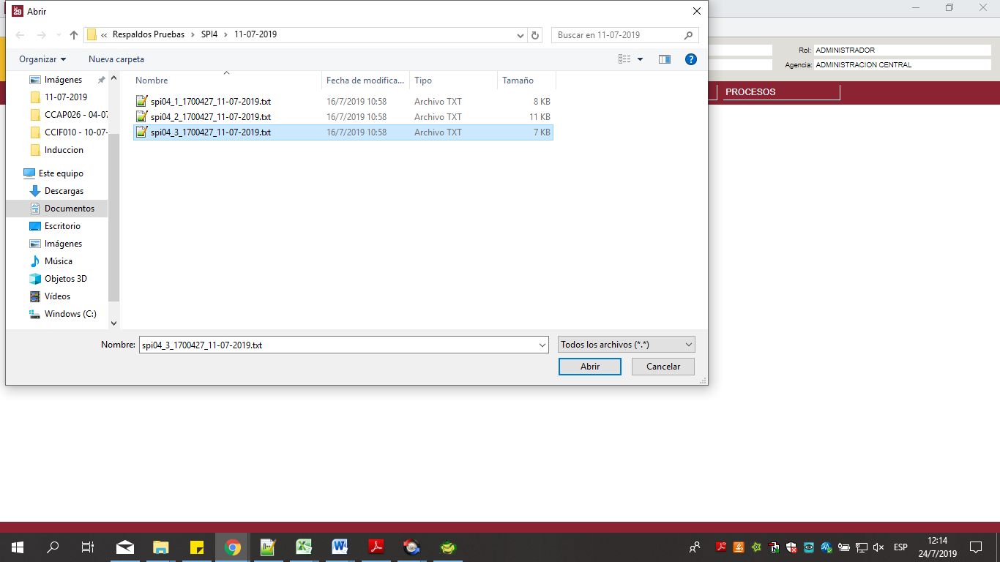 La 29 Abrir
« Respaldos Pruebas > SPI4 > 11-07-2019
Buscar en 11-07-2019
Organizar
Nueva carpeta
Imágenes
11-07-2019
CCAP026 - 04-07
CCIF010 - 10-07-
Induccion
Este equipo
Descargas
Documentos
Escritorio
Imágenes
Música
Objetos 3D
Vídeos
Windows (C:)
Nombre Fecha de modifica... Tipo Tamaño
spi04_1_1700427_11-07-2019.txt 16/7/2019 10:58 Archivo TXT 8 KB
spi04_2_1700427_11-07-2019.txt 16/7/2019 10:58 Archivo TXT 11 KB
spi04_3_1700427_11-07-2019.txt 16/7/2019 10:58 Archivo TXT 7 KB
Nombre: spi04_3_1700427_11-07-2019.txt
Todos los archivos (*.*)
Abrir
Cancelar
Rol: ADMINISTRADOR
Agencia: ADMINISTRACION CENTRAL
PROCESOS
ESP
12:14
24/7/2019